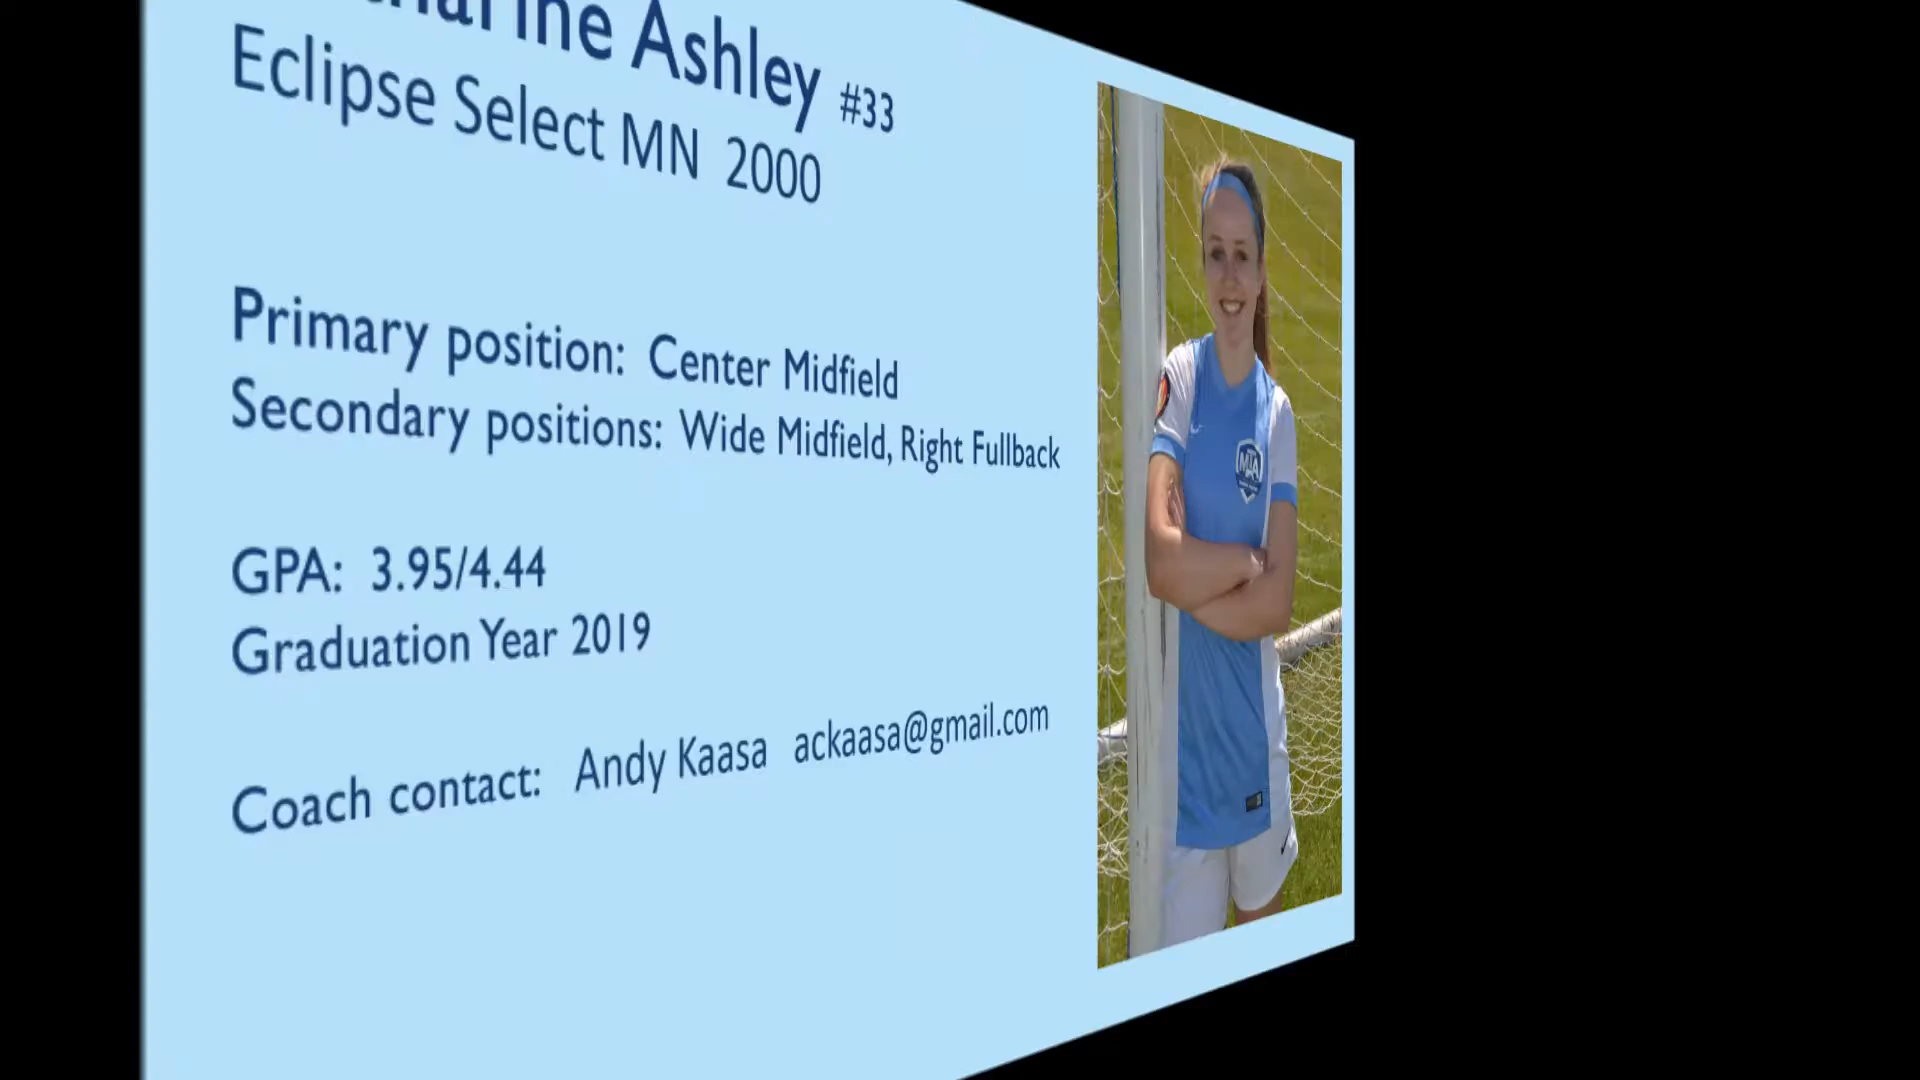 Ashley #33
Eclipse Select MN 2000
Primary position: Center Midfield
Secondary positions: Wide Midfield, Right Fullback
GPA: 3.95/4.44
Graduation Year 2019
Coach contact: Andy Kaasa ackaasa@gmail.com
MTA